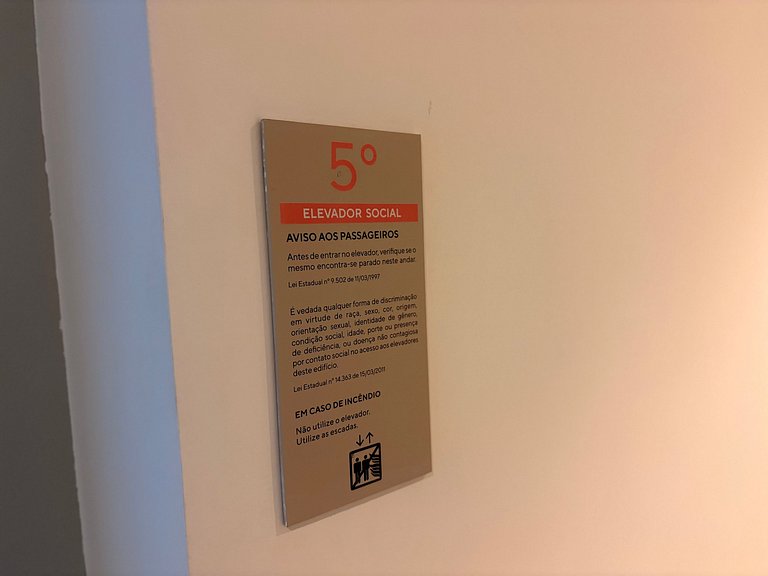 5º
ELEVADOR SOCIAL
AVISO AOS PASSAGEIROS
Antes de entrar no elevador, verifique se o
mesmo encontra-se parado neste andar.
Lei Estadual nº 9.502 de 11/03/1997
É vedada qualquer forma de discriminação
em virtude de raça, sexo, cor, origem,
orientação sexual, identidade de gênero,
condição social, idade, porte ou presença
de deficiência, ou doença não contagiosa
por contato social no acesso aos elevadores
deste edifício.
Lei Estadual nº 14.363 de 15/03/2011
EM CASO DE INCÊNDIO
Não utilize o elevador.
Utilize as escadas.